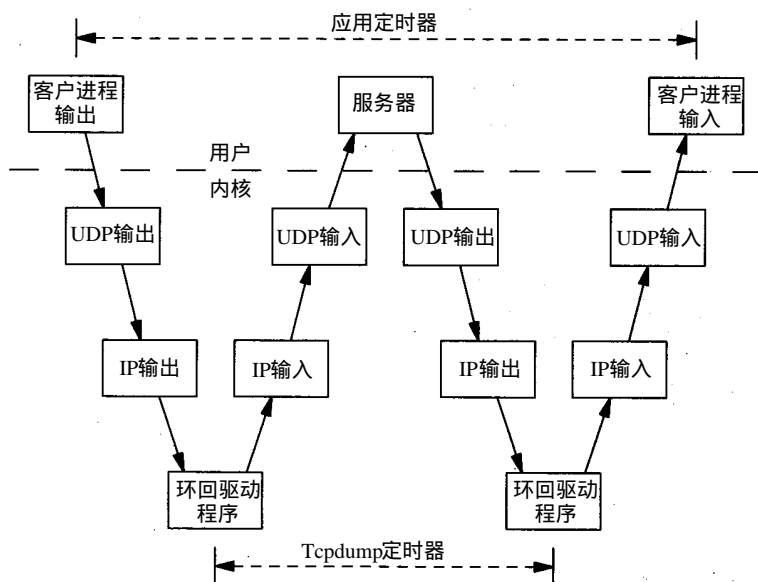 应用定时器
客户进程
输出
服务器
客户进程
输入
用户
内核
UDP输出
UDP输入
UDP输出
UDP输入
IP输出
IP输入
IP输出
IP输入
环回驱动
程序
环回驱动
程序
Tcpdump定时器